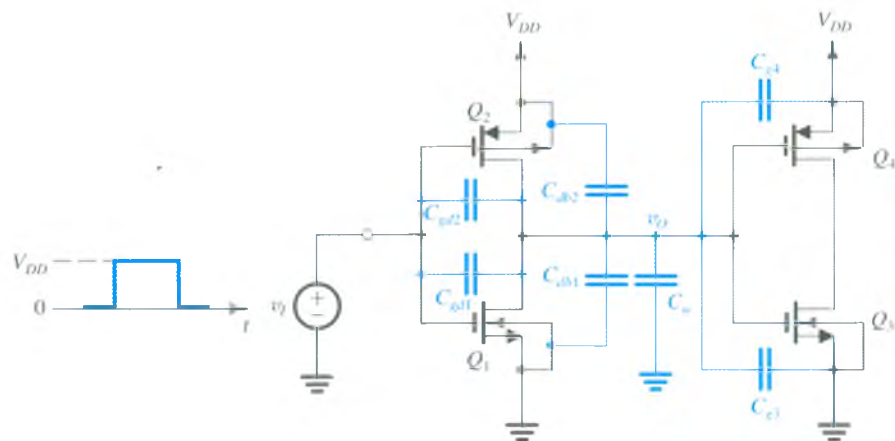 V_DD
V_DD
C_g4
Q_2
Q_4
C_gd2
C_db2
v_O
V_DD
0
t
v_I
+
−
C_gd1
C_db1
C_w
Q_3
Q_1
C_g3